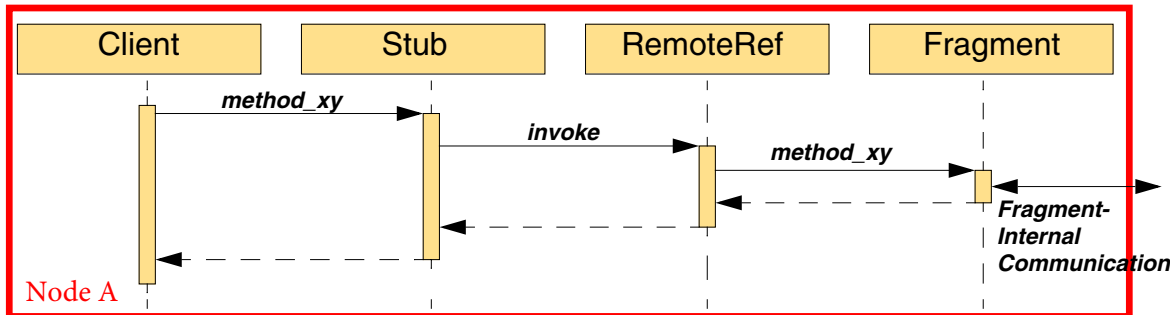 Client
Stub
RemoteRef
Fragment
method_xy
invoke
method_xy
Fragment-
Internal
Communication
Node A